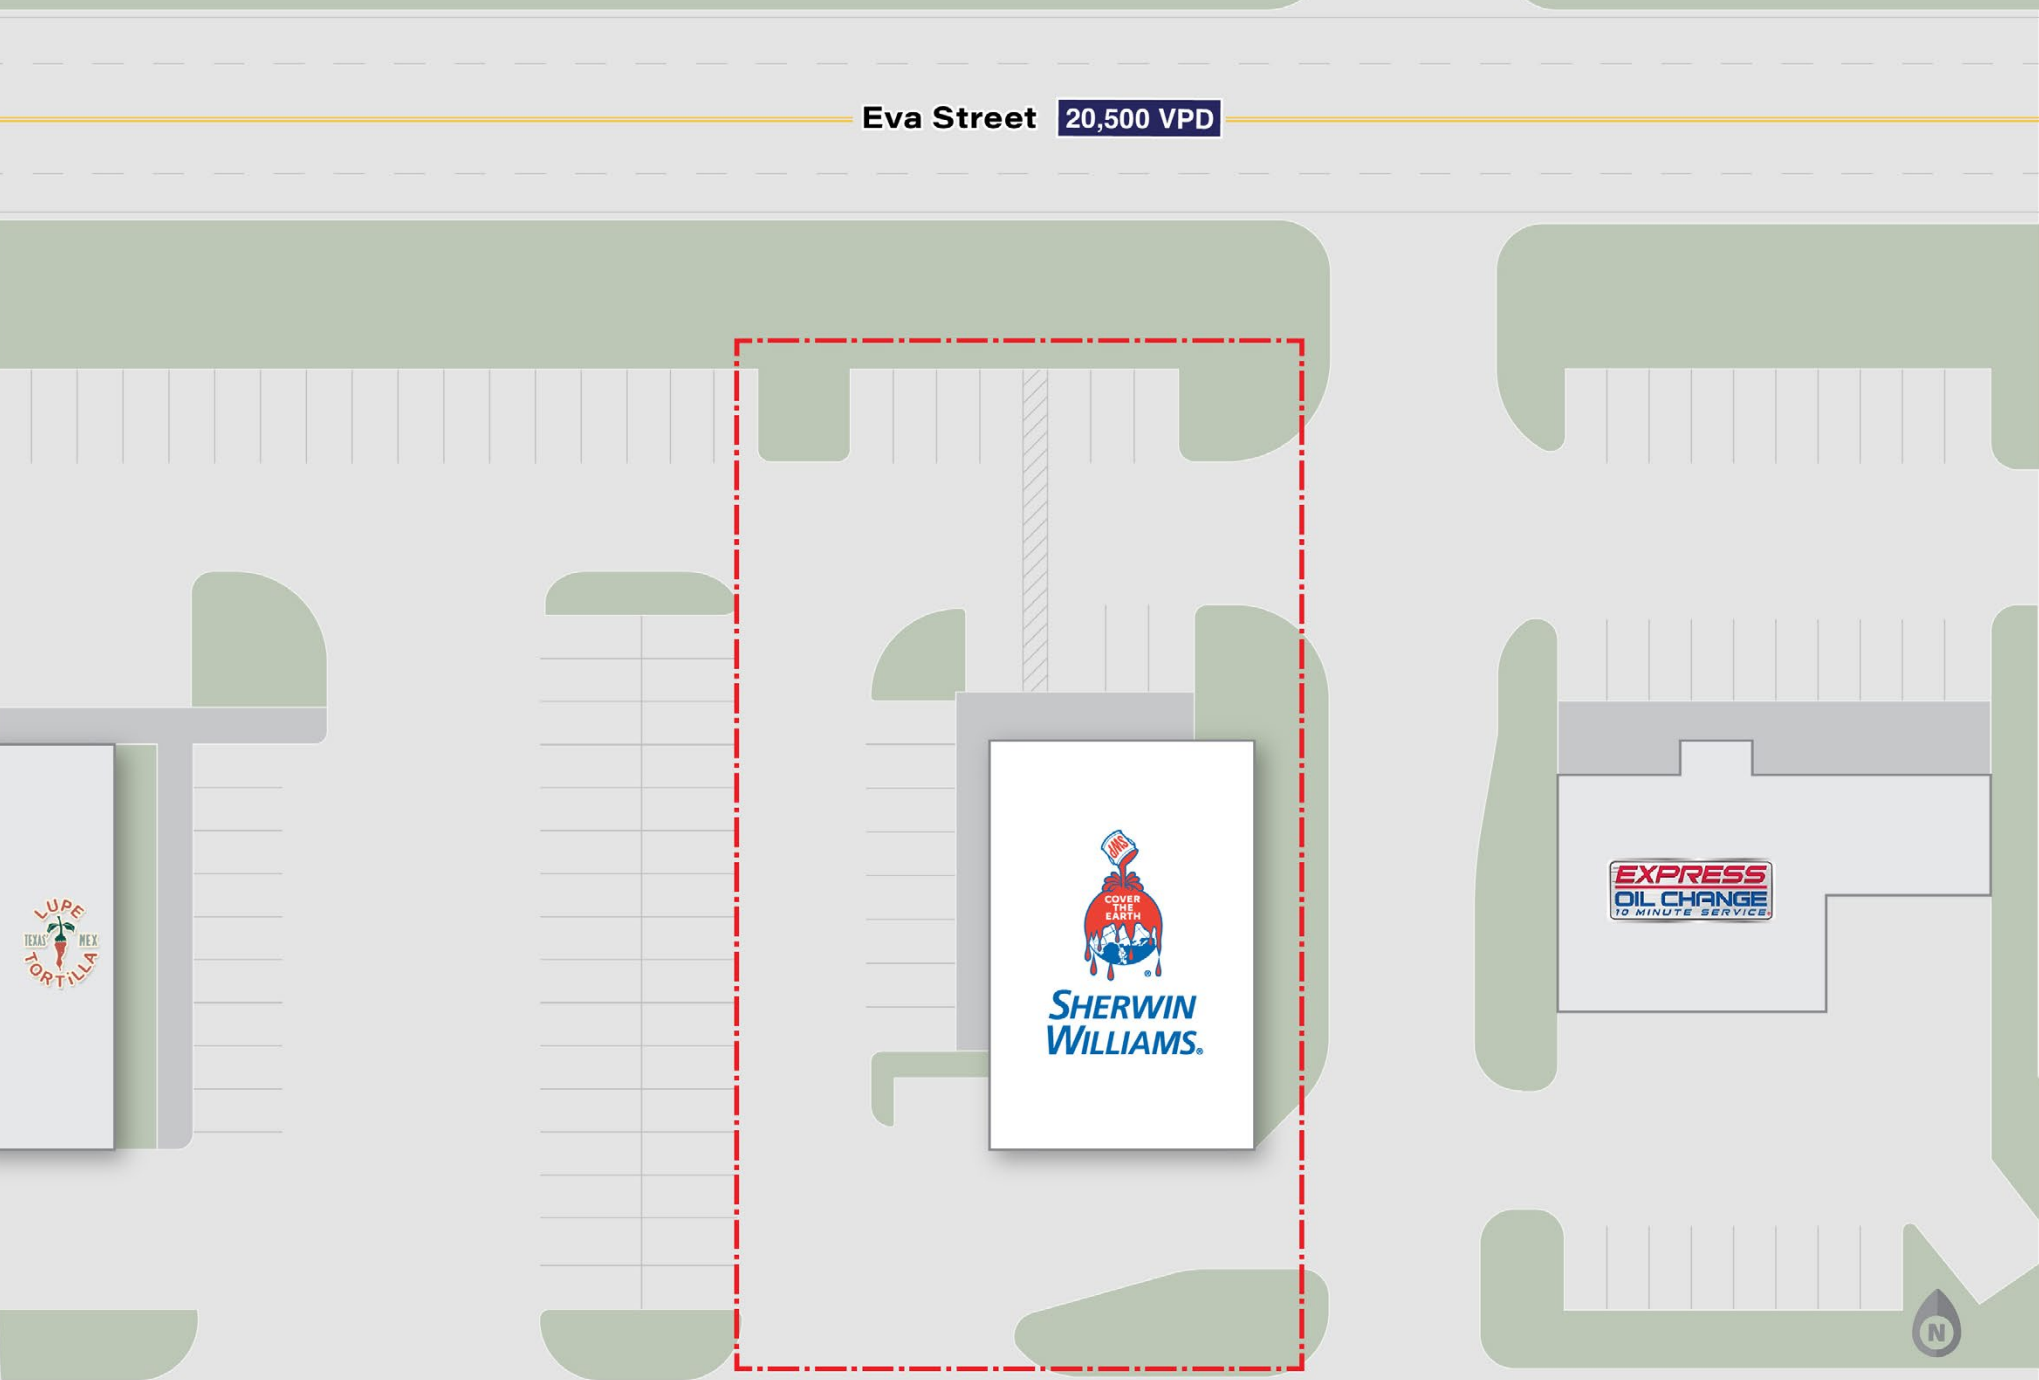 Eva Street 20,500 VPD
LUPE
TEXAS MEX
TORTiLLA
SWP
COVER
THE
EARTH
®
SHERWIN
WILLIAMS®
EXPRESS
OIL CHANGE
10 MINUTE SERVICE
N